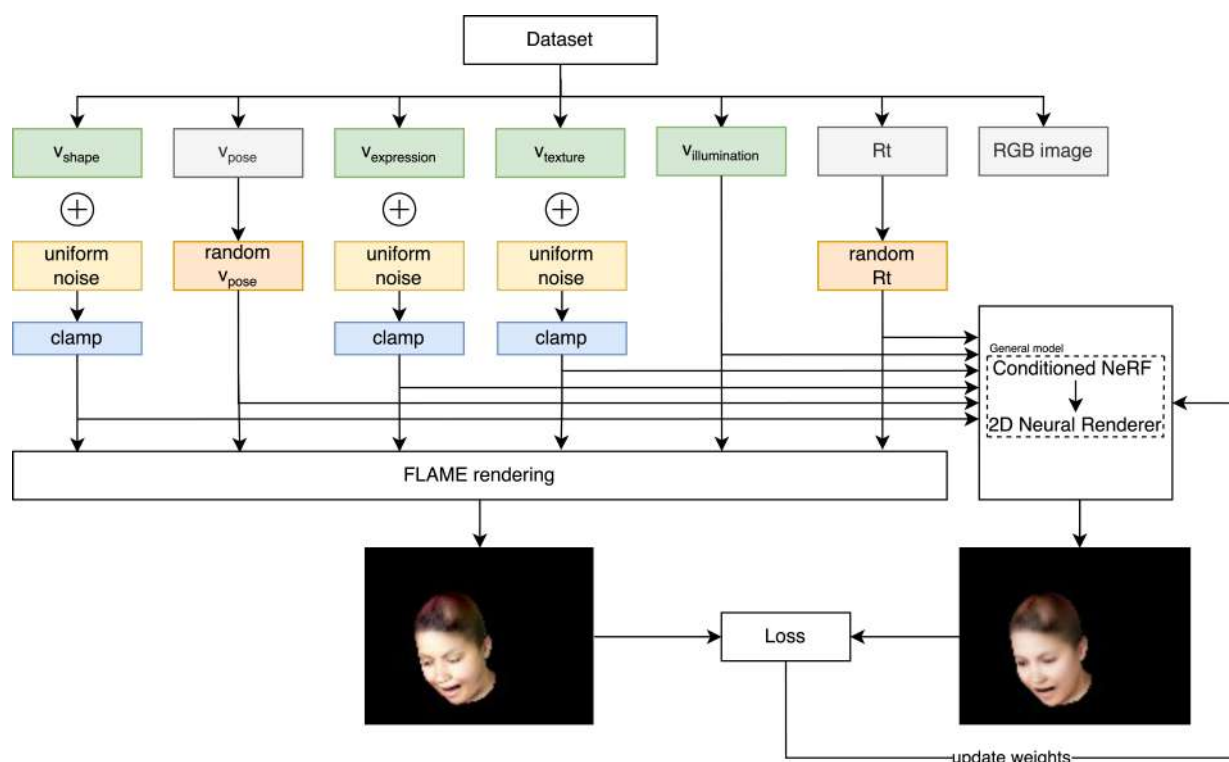 Dataset
v_shape
v_pose
v_expression
v_texture
v_illumination
Rt
RGB image
uniform
noise
random
v_pose
uniform
noise
uniform
noise
random
Rt
clamp
clamp
clamp
General model
Conditioned NeRF
2D Neural Renderer
FLAME rendering
Loss
update weights